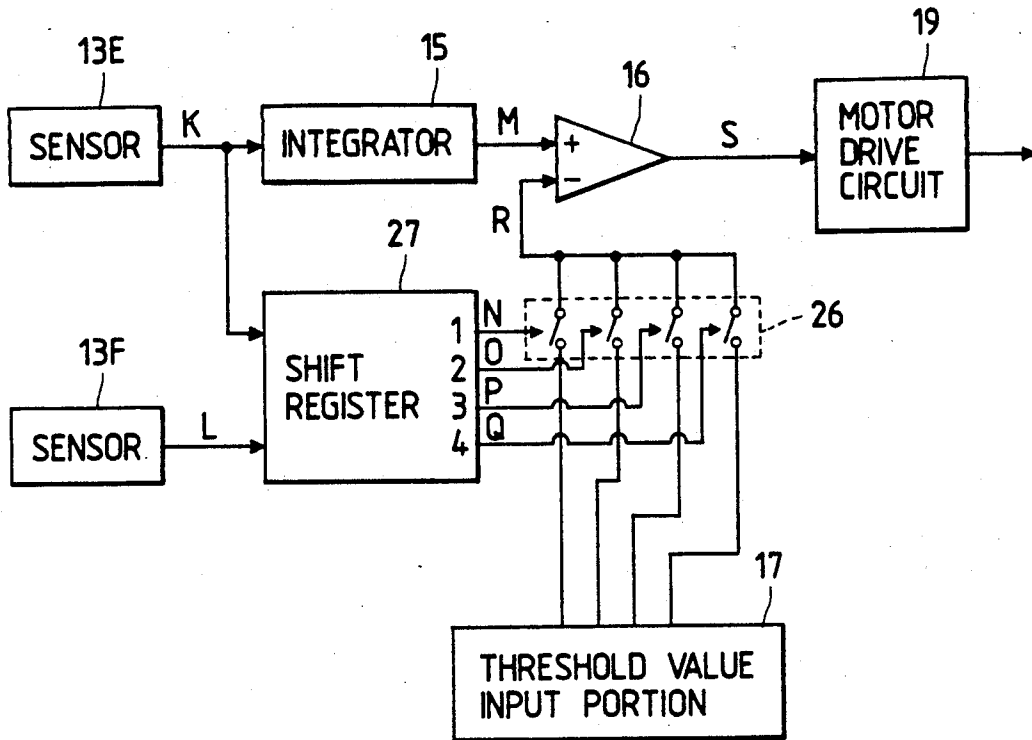 13E
15
16
19
SENSOR
K
INTEGRATOR
M
+
−
S
MOTOR
DRIVE
CIRCUIT
R
27
26
13F
SENSOR
L
SHIFT
REGISTER
1
2
3
4
N
O
P
Q
17
THRESHOLD VALUE
INPUT PORTION